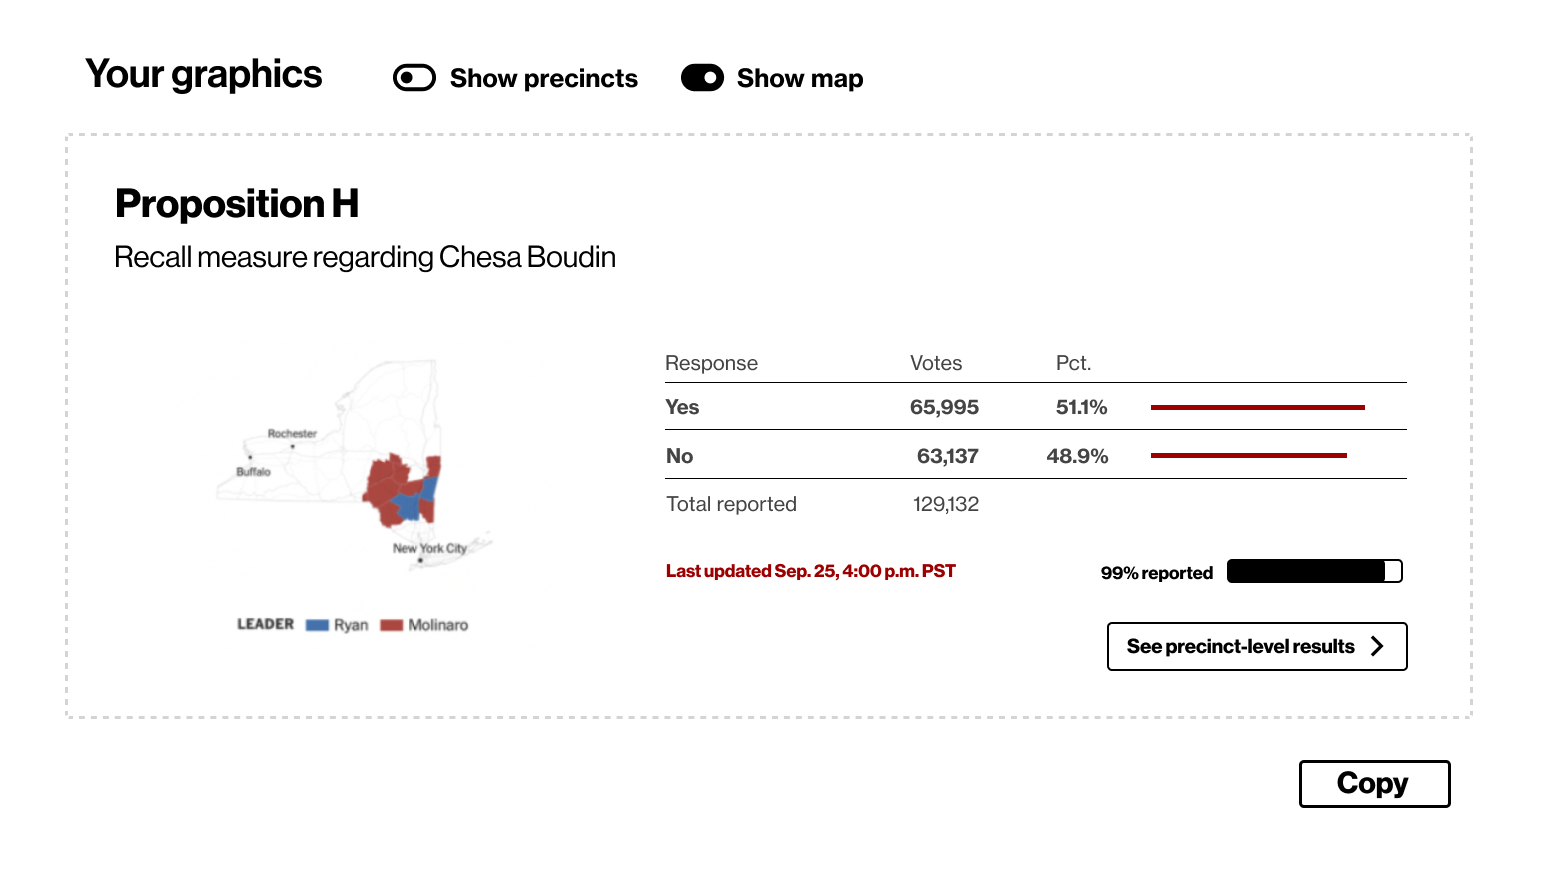 Your graphics
Show precincts
Show map
Proposition H
Recall measure regarding Chesa Boudin
Rochester
Buffalo
New York City
LEADER Ryan Molinaro
Response Votes Pct.
Yes 65,995 51.1%
No 63,137 48.9%
Total reported 129,132
Last updated Sep. 25, 4:00 p.m. PST
99% reported
See precinct-level results
Copy